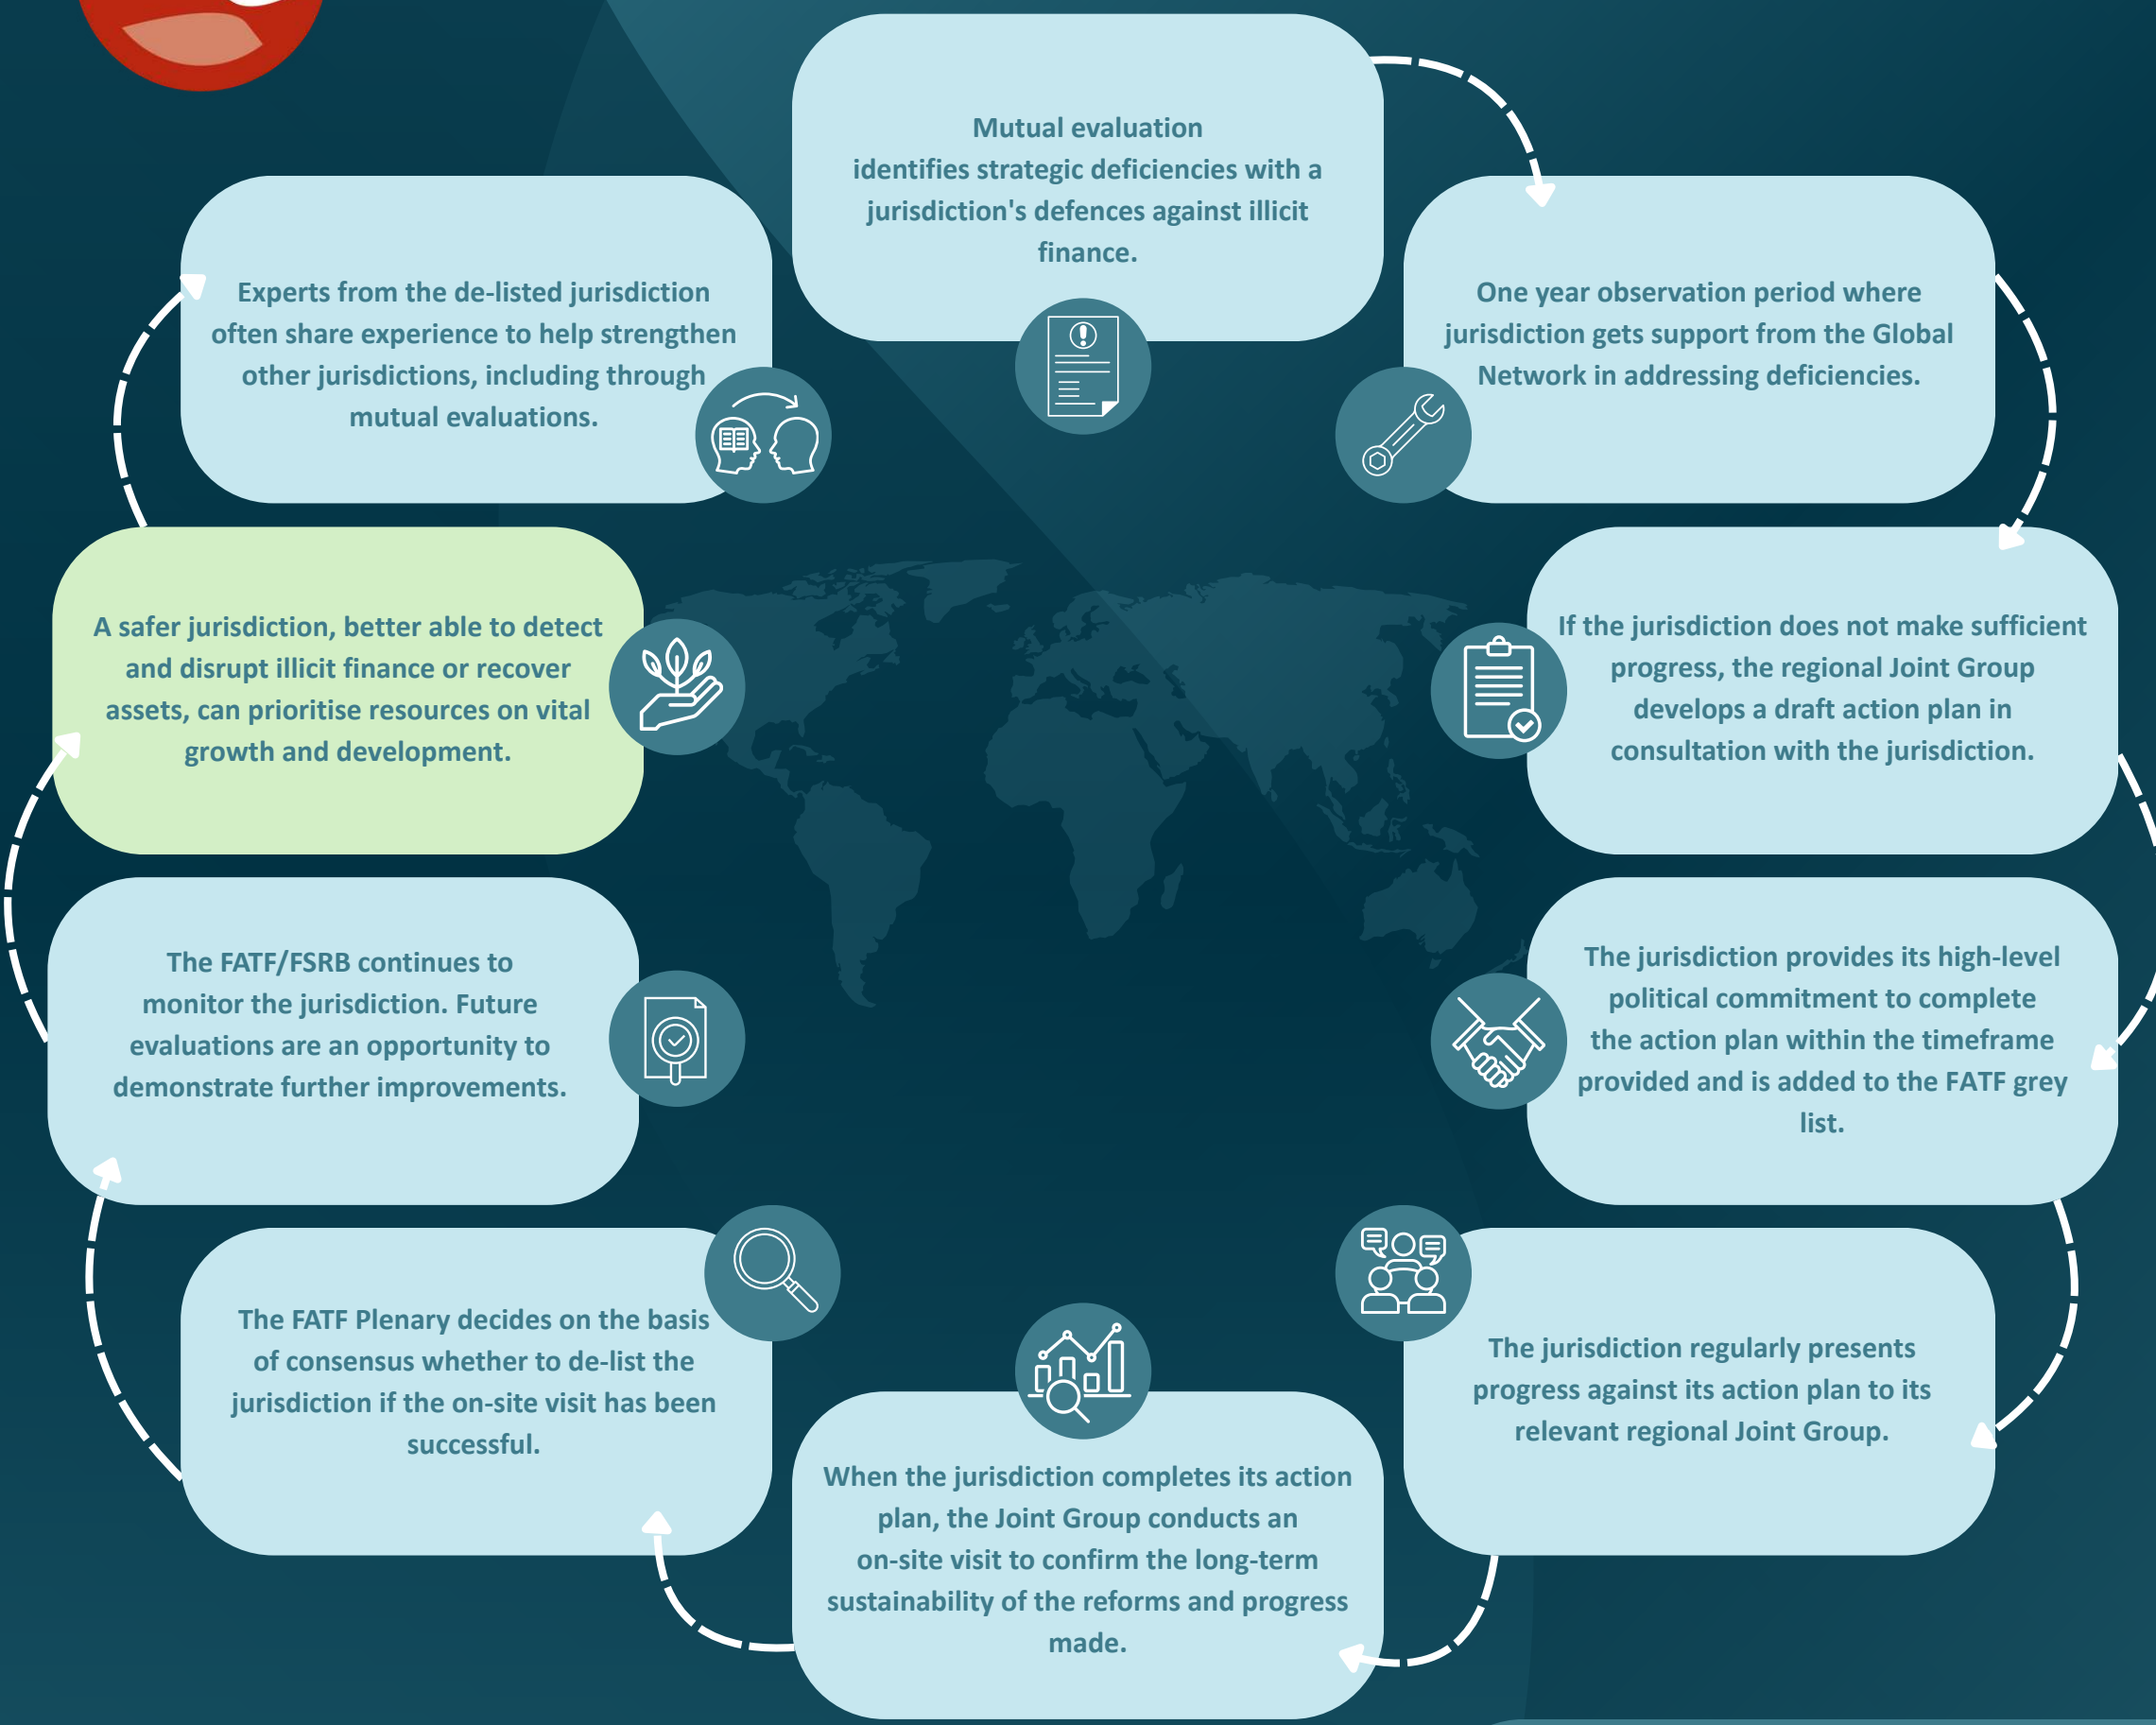 Mutual evaluation
identifies strategic deficiencies with a
jurisdiction's defences against illicit
finance.
One year observation period where
jurisdiction gets support from the Global
Network in addressing deficiencies.
If the jurisdiction does not make sufficient
progress, the regional Joint Group
develops a draft action plan in
consultation with the jurisdiction.
The jurisdiction provides its high-level
political commitment to complete
the action plan within the timeframe
provided and is added to the FATF grey
list.
The jurisdiction regularly presents
progress against its action plan to its
relevant regional Joint Group.
When the jurisdiction completes its action
plan, the Joint Group conducts an
on-site visit to confirm the long-term
sustainability of the reforms and progress
made.
The FATF Plenary decides on the basis
of consensus whether to de-list the
jurisdiction if the on-site visit has been
successful.
The FATF/FSRB continues to
monitor the jurisdiction. Future
evaluations are an opportunity to
demonstrate further improvements.
A safer jurisdiction, better able to detect
and disrupt illicit finance or recover
assets, can prioritise resources on vital
growth and development.
Experts from the de-listed jurisdiction
often share experience to help strengthen
other jurisdictions, including through
mutual evaluations.